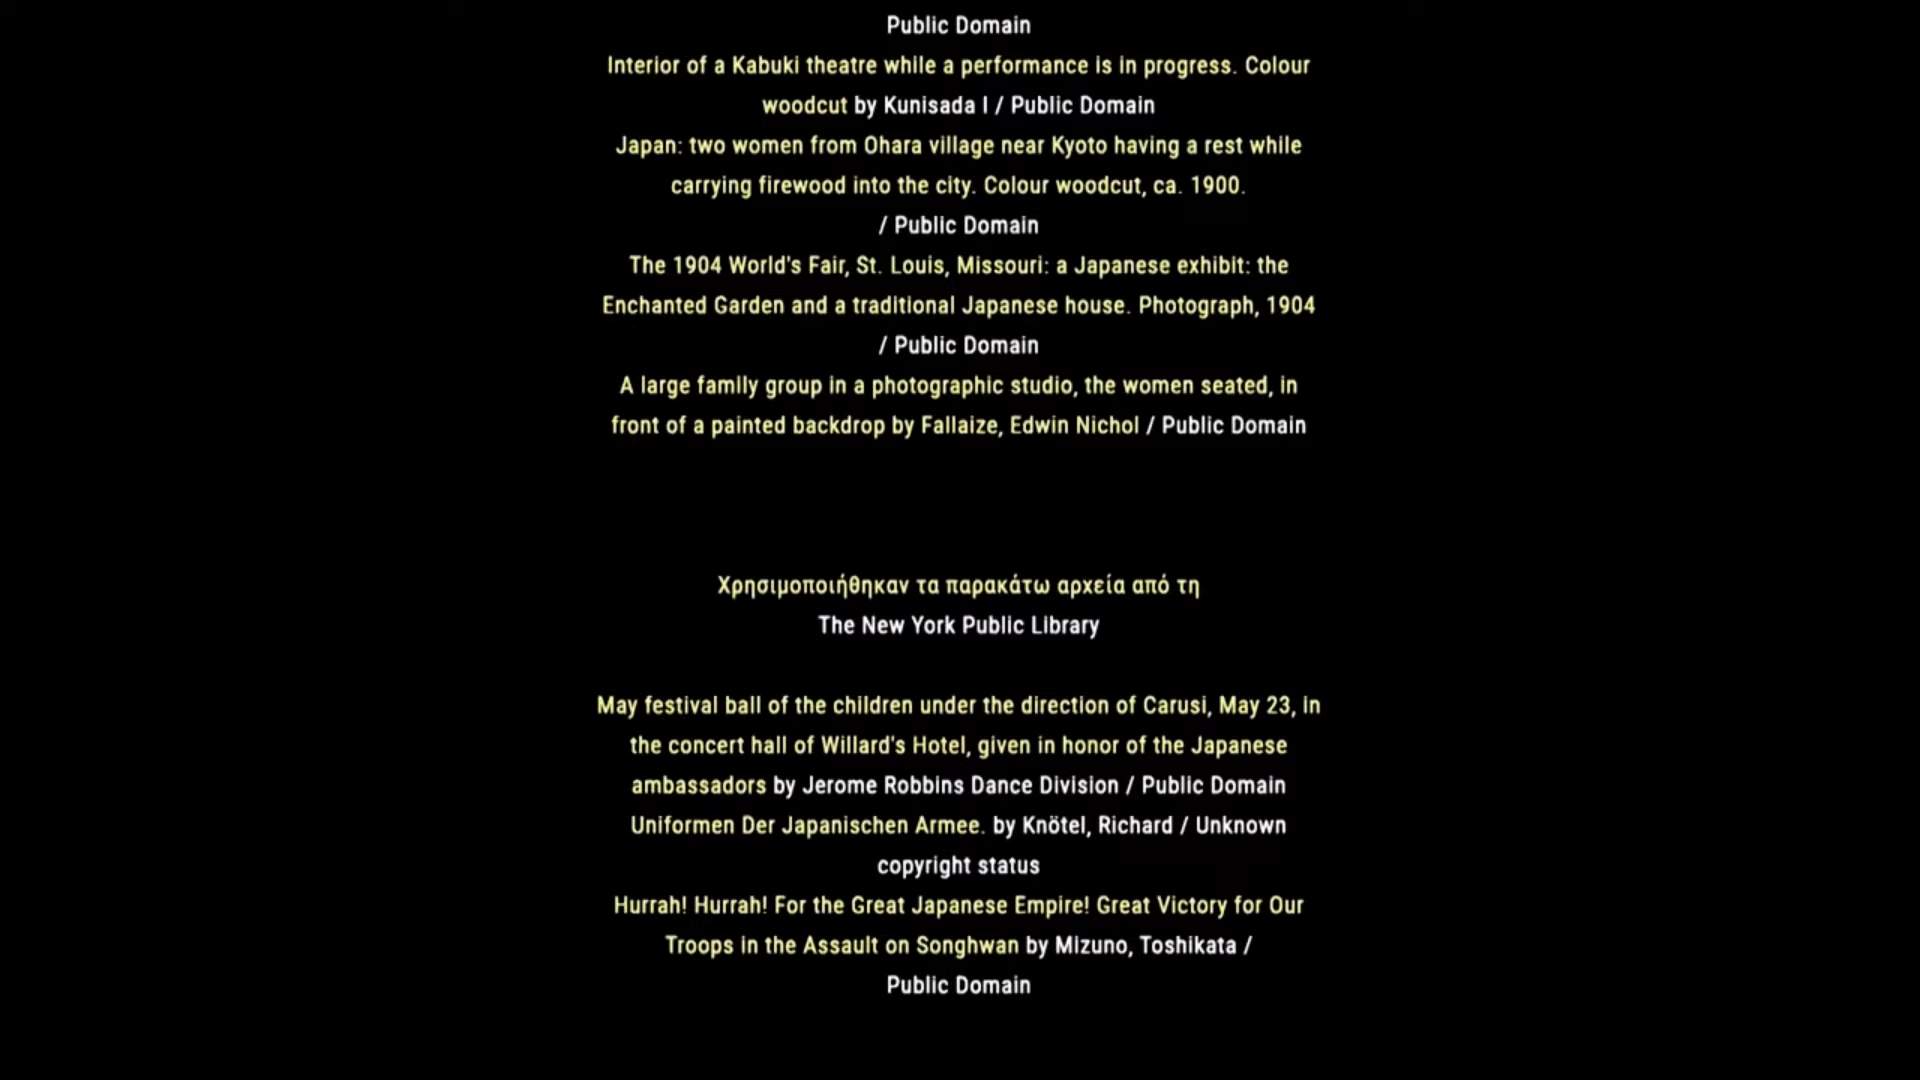 Public Domain
Interior of a Kabuki theatre while a performance is in progress. Colour
woodcut by Kunisada I / Public Domain
Japan: two women from Ohara village near Kyoto having a rest while
carrying firewood into the city. Colour woodcut, ca. 1900.
/ Public Domain
The 1904 World's Fair, St. Louis, Missouri: a Japanese exhibit: the
Enchanted Garden and a traditional Japanese house. Photograph, 1904
/ Public Domain
A large family group in a photographic studio, the women seated, in
front of a painted backdrop by Fallaize, Edwin Nichol / Public Domain
Χρησιμοποιήθηκαν τα παρακάτω αρχεία από τη
The New York Public Library
May festival ball of the children under the direction of Carusi, May 23, in
the concert hall of Willard's Hotel, given in honor of the Japanese
ambassadors by Jerome Robbins Dance Division / Public Domain
Uniformen Der Japanischen Armee. by Knötel, Richard / Unknown
copyright status
Hurrah! Hurrah! For the Great Japanese Empire! Great Victory for Our
Troops in the Assault on Songhwan by Mizuno, Toshikata /
Public Domain